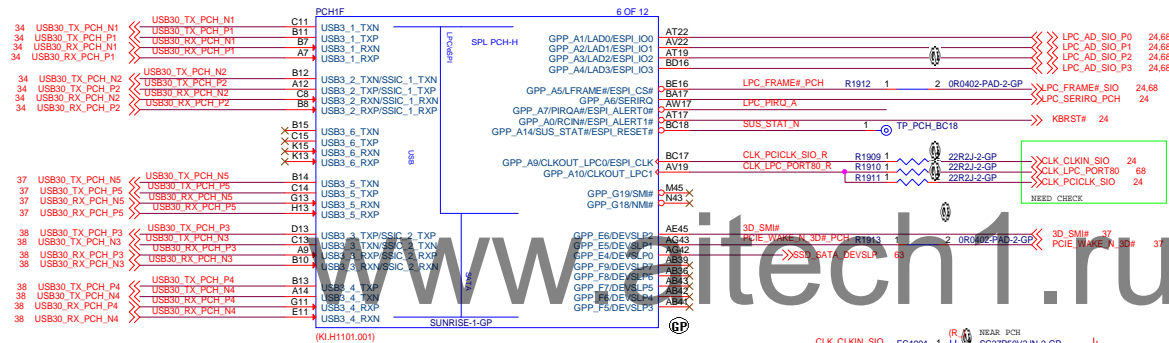 PCH1F 6 OF 12
SPL PCH-H
LPC/eSPI
USB
SATA
34 USB30_TX_PCH_N1 USB30_TX_PCH_N1 C11 USB3_1_TXN
34 USB30_TX_PCH_P1 USB30_TX_PCH_P1 B11 USB3_1_TXP
34 USB30_RX_PCH_N1 USB30_RX_PCH_N1 B7 USB3_1_RXN
34 USB30_RX_PCH_P1 USB30_RX_PCH_P1 A7 USB3_1_RXP
34 USB30_TX_PCH_N2 USB30_TX_PCH_N2 B12 USB3_2_TXN/SSIC_1_TXN
34 USB30_TX_PCH_P2 USB30_TX_PCH_P2 A12 USB3_2_TXP/SSIC_1_TXP
34 USB30_RX_PCH_N2 USB30_RX_PCH_N2 C8 USB3_2_RXN/SSIC_1_RXN
34 USB30_RX_PCH_P2 USB30_RX_PCH_P2 B8 USB3_2_RXP/SSIC_1_RXP
B15 USB3_6_TXN
C15 USB3_6_TXP
K15 USB3_6_RXN
K13 USB3_6_RXP
37 USB30_TX_PCH_N5 USB30_TX_PCH_N5 B14 USB3_5_TXN
37 USB30_TX_PCH_P5 USB30_TX_PCH_P5 C14 USB3_5_TXP
37 USB30_RX_PCH_N5 USB30_RX_PCH_N5 G13 USB3_5_RXN
37 USB30_RX_PCH_P5 USB30_RX_PCH_P5 H13 USB3_5_RXP
38 USB30_TX_PCH_P3 USB30_TX_PCH_P3 D13 USB3_3_TXP/SSIC_2_TXP
38 USB30_TX_PCH_N3 USB30_TX_PCH_N3 C13 USB3_3_TXN/SSIC_2_TXN
38 USB30_RX_PCH_P3 USB30_RX_PCH_P3 A9 USB3_3_RXP/SSIC_2_RXP
38 USB30_RX_PCH_N3 USB30_RX_PCH_N3 B10 USB3_3_RXN/SSIC_2_RXN
38 USB30_TX_PCH_P4 USB30_TX_PCH_P4 B13 USB3_4_TXP
38 USB30_TX_PCH_N4 USB30_TX_PCH_N4 A14 USB3_4_TXN
38 USB30_RX_PCH_P4 USB30_RX_PCH_P4 G11 USB3_4_RXP
38 USB30_RX_PCH_N4 USB30_RX_PCH_N4 E11 USB3_4_RXN
GPP_A1/LAD0/ESPI_IO0 AT22 LPC_AD_SIO_P0 24,68
GPP_A2/LAD1/ESPI_IO1 AV22 LPC_AD_SIO_P1 24,68
GPP_A3/LAD2/ESPI_IO2 AT19 LPC_AD_SIO_P2 24,68
GPP_A4/LAD3/ESPI_IO3 BD16 LPC_AD_SIO_P3 24,68
GPP_A5/LFRAME#/ESPI_CS# BE16 LPC_FRAME#_PCH R1912 1 2 0R0402-PAD-2-GP LPC_FRAME#_SIO 24,68
GPP_A6/SERIRQ BA17 LPC_SERIRQ_PCH 24
GPP_A7/PIRQA#/ESPI_ALERT0# AW17 LPC_PIRQ_A
GPP_A0/RCIN#/ESPI_ALERT1# AT17 KBRST# 24
GPP_A14/SUS_STAT#/ESPI_RESET# BC18 SUS_STAT_N TP_PCH_BC18
GPP_A9/CLKOUT_LPC0/ESPI_CLK BC17 CLK_PCICLK_SIO_R R1909 1 22R2J-2-GP CLK_CLKIN_SIO 24
GPP_A10/CLKOUT_LPC1 AV19 CLK_LPC_PORT80_R R1910 1 22R2J-2-GP CLK_LPC_PORT80 68
R1911 1 22R2J-2-GP CLK_PCICLK_SIO 24
NEED CHECK
GPP_G19/SMI# M45
GPP_G18/NMI# N43
GPP_E6/DEVSLP2 AE45 3D_SMI# 3D_SMI# 37
GPP_E5/DEVSLP1 AG43 PCIE_WAKE_N_3D#_PCH R1913 1 2 0R0402-PAD-2-GP PCIE_WAKE_N_3D# 37
GPP_E4/DEVSLP0 AG42 SSD_SATA_DEVSLP 63
GPP_F9/DEVSLP7 AB39
GPP_F8/DEVSLP6 AB36
GPP_F7/DEVSLP5 AB43
GPP_F6/DEVSLP4 AB42
GPP_F5/DEVSLP3 AB41
SUNRISE-1-GP
(KI.H1101.001)
GP
NEAR PCH
www.citech1.ru